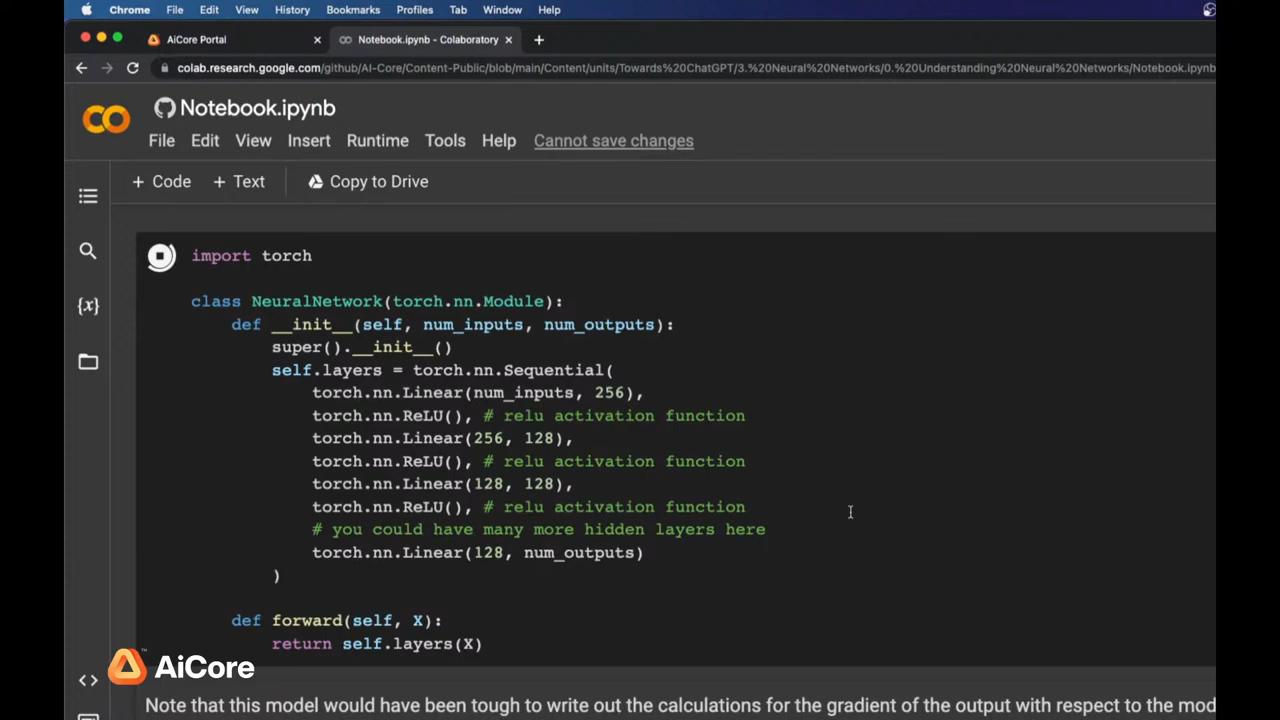 Chrome File Edit View History Bookmarks Profiles Tab Window Help
AiCore Portal × Notebook.ipynb - Colaboratory × +
colab.research.google.com/github/AI-Core/Content-Public/blob/main/Content/units/Towards%20ChatGPT/3.%20Neural%20Networks/0.%20Understanding%20Neural%20Networks/Notebook.ipynb
CO Notebook.ipynb
File Edit View Insert Runtime Tools Help Cannot save changes
+ Code + Text Copy to Drive
import torch
class NeuralNetwork(torch.nn.Module):
def __init__(self, num_inputs, num_outputs):
super().__init__()
self.layers = torch.nn.Sequential(
torch.nn.Linear(num_inputs, 256),
torch.nn.ReLU(), # relu activation function
torch.nn.Linear(256, 128),
torch.nn.ReLU(), # relu activation function
torch.nn.Linear(128, 128),
torch.nn.ReLU(), # relu activation function
# you could have many more hidden layers here
torch.nn.Linear(128, num_outputs)
)
def forward(self, X):
return self.layers(X)
{x}
<>
AiCore
Note that this model would have been tough to write out the calculations for the gradient of the output with respect to the mod